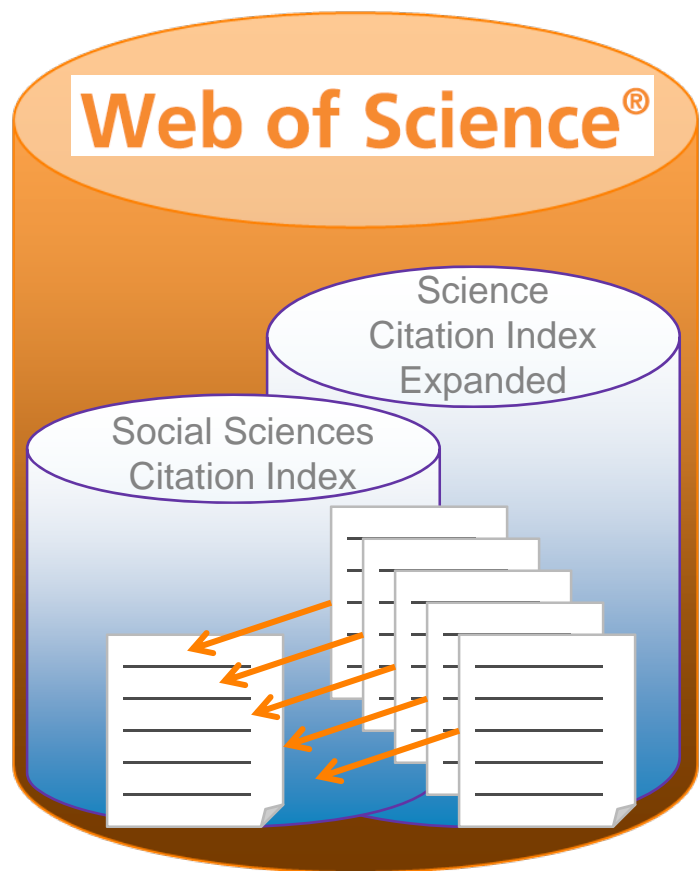 Web of Science®
Science
Citation Index
Expanded
Social Sciences
Citation Index